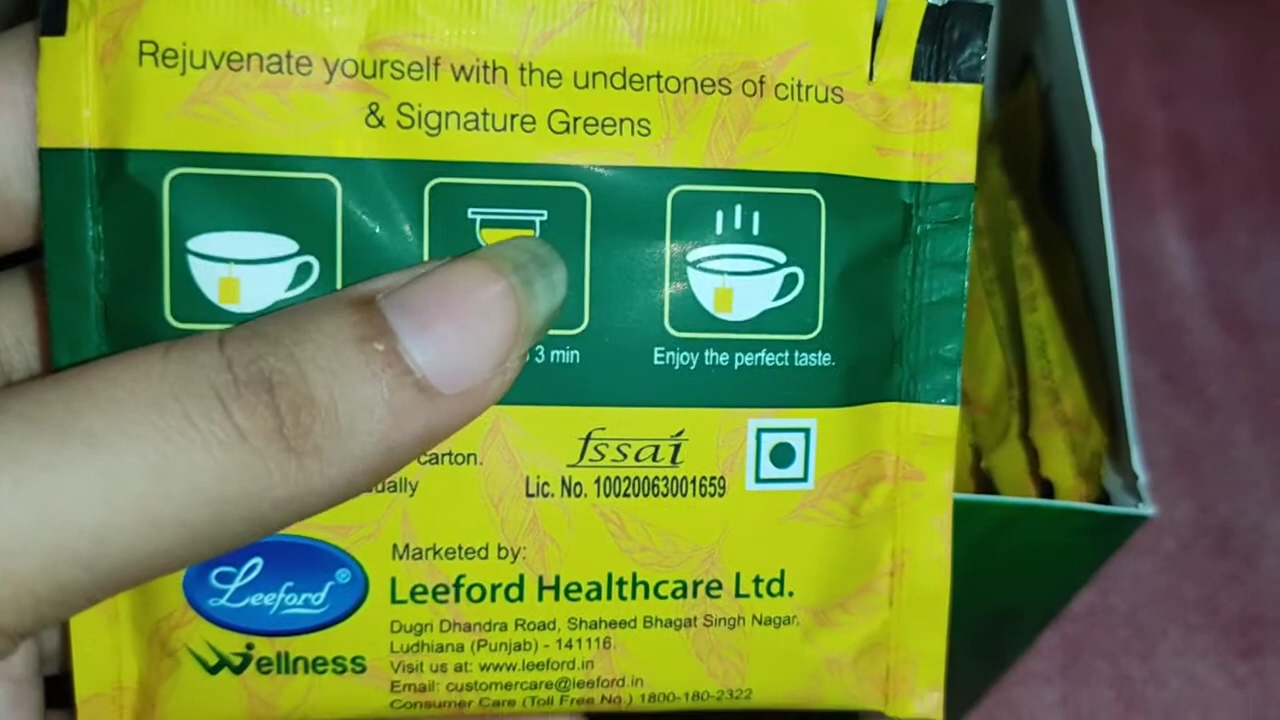 Rejuvenate yourself with the undertones of citrus
& Signature Greens
3 min
Enjoy the perfect taste.
carton.
fssai
Lic. No. 10020063001659
Leeford®
Wellness
Marketed by:
Leeford Healthcare Ltd.
Dugri Dhandra Road, Shaheed Bhagat Singh Nagar,
Ludhiana (Punjab) - 141116.
Visit us at: www.leeford.in
Email: customercare@leeford.in
Consumer Care (Toll Free No.) 1800-180-2322